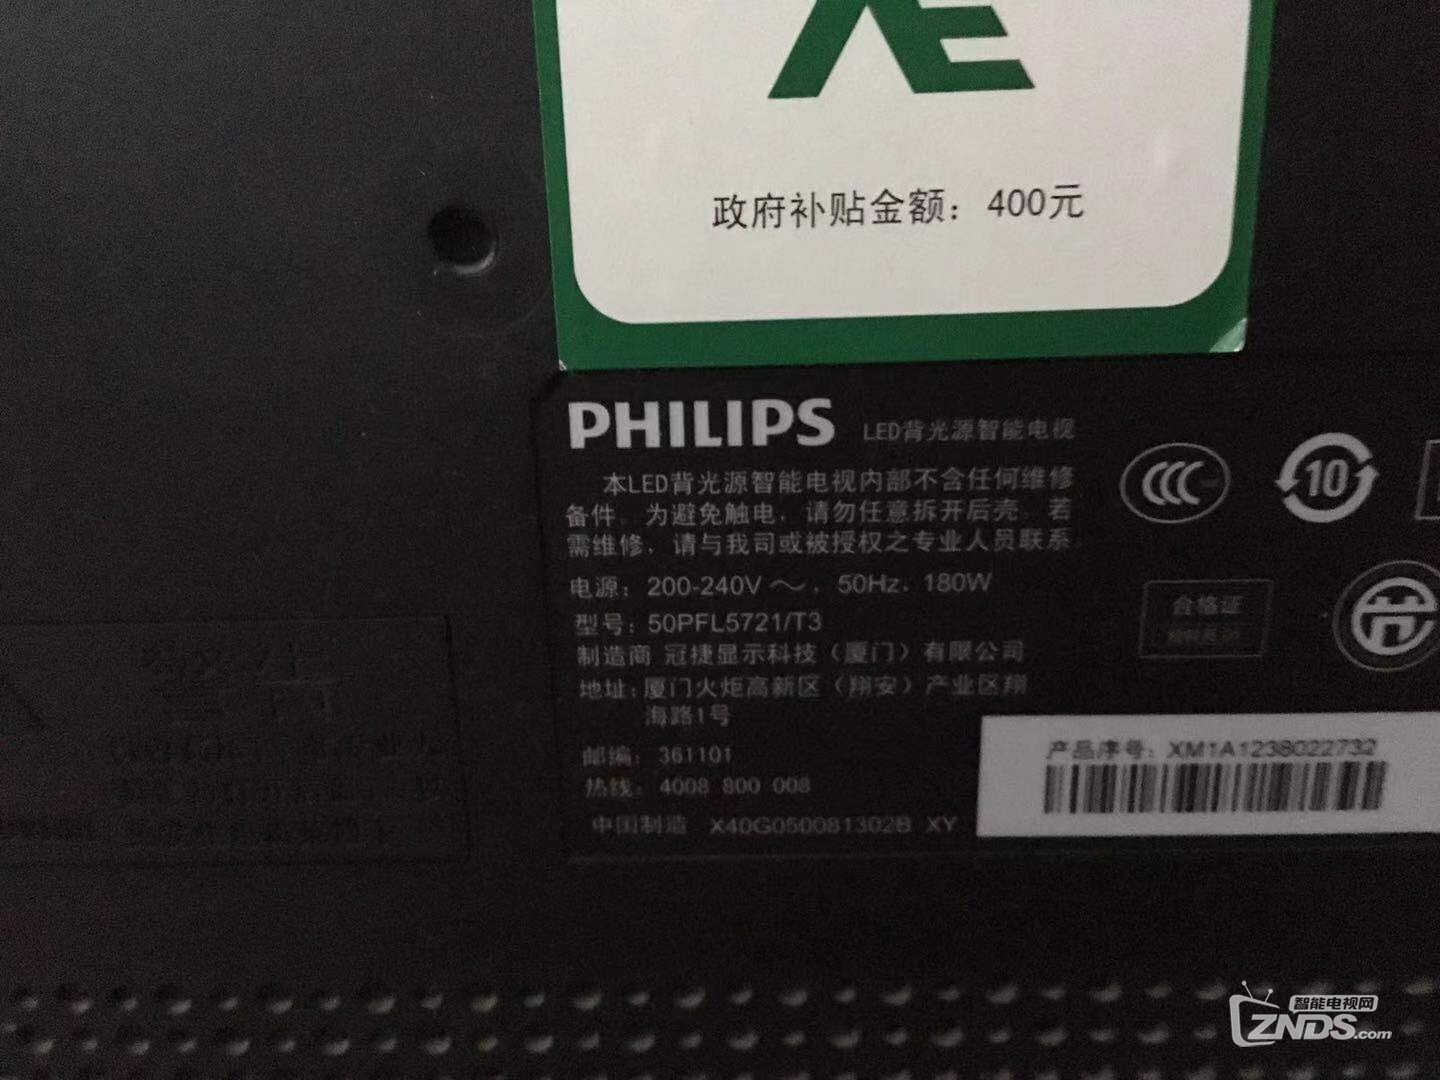 政府补贴金额：400元
PHILIPS LED背光源智能电视
本LED背光源智能电视内部不含任何维修
备件。为避免触电，请勿任意拆开后壳。若
需维修，请与我司或被授权之专业人员联系
电源：200-240V～，50Hz，180W
型号：50PFL5721/T3
制造商 冠捷显示科技（厦门）有限公司
地址：厦门火炬高新区（翔安）产业区翔
海路1号
邮编：361101
热线：4008 800 008
中国制造 X40G050081302B XY
10
合格证
产品序号：XM1A1238022732
智能电视网
ZNDS.com